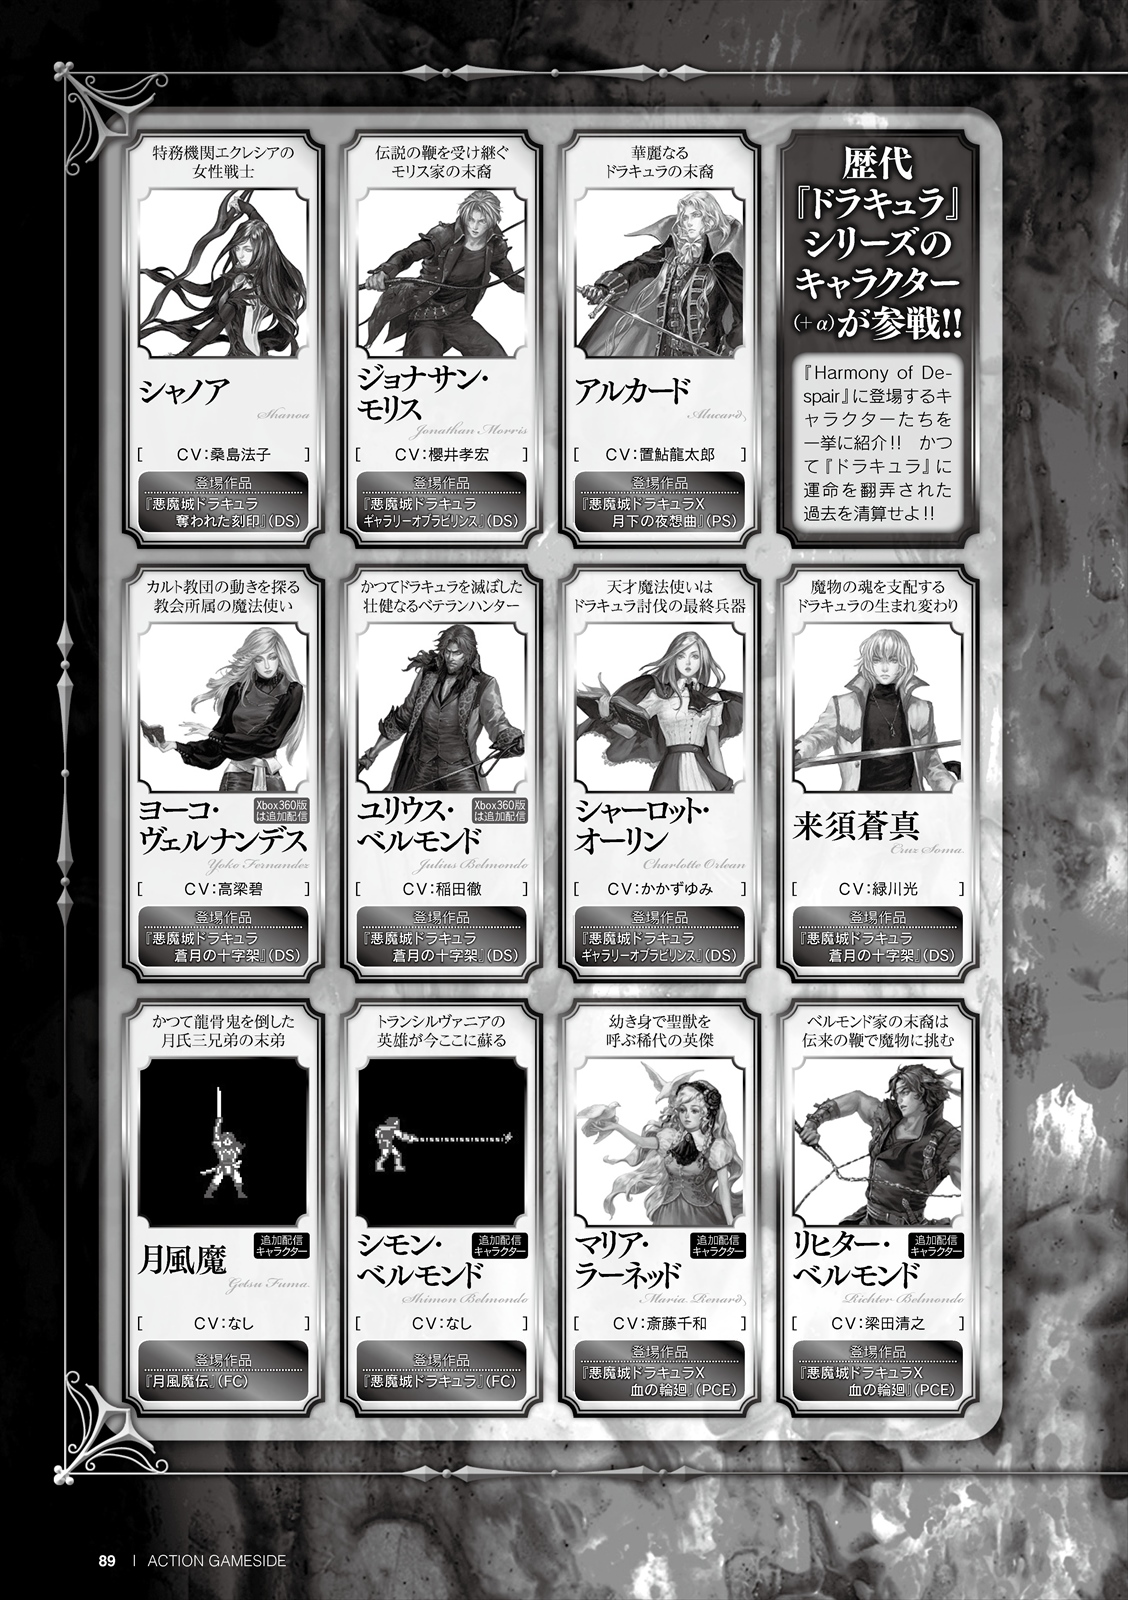 歴代
『ドラキュラ』
シリーズの
キャラクター
(+α)が参戦!!
『Harmony of De-
spair』に登場するキ
ャラクターたちを
一挙に紹介!! かつ
て『ドラキュラ』に
運命を翻弄された
過去を清算せよ!!
華麗なる
ドラキュラの末裔
アルカード
Alucard
[ CV:置鮎龍太郎 ]
登場作品
『悪魔城ドラキュラX
月下の夜想曲』(PS)
伝説の鞭を受け継ぐ
モリス家の末裔
ジョナサン・
モリス
Jonathan Morris
[ CV:櫻井孝宏 ]
登場作品
『悪魔城ドラキュラ
ギャラリーオブラビリンス』(DS)
特務機関エクレシアの
女性戦士
シャノア
Shanoa
[ CV:桑島法子 ]
登場作品
『悪魔城ドラキュラ
奪われた刻印』(DS)
魔物の魂を支配する
ドラキュラの生まれ変わり
来須蒼真
Cruz Soma
[ CV:緑川光 ]
登場作品
『悪魔城ドラキュラ
蒼月の十字架』(DS)
天才魔法使いは
ドラキュラ討伐の最終兵器
シャーロット・
オーリン
Charlotte Orlean
[ CV:かかずゆみ ]
登場作品
『悪魔城ドラキュラ
ギャラリーオブラビリンス』(DS)
かつてドラキュラを滅ぼした
壮健なるベテランハンター
ユリウス・
ベルモンド
Xbox360版
は追加配信
Julius Belmondo
[ CV:稲田徹 ]
登場作品
『悪魔城ドラキュラ
蒼月の十字架』(DS)
カルト教団の動きを探る
教会所属の魔法使い
ヨーコ・
ヴェルナンデス
Xbox360版
は追加配信
Yoko Fernandez
[ CV:高梁碧 ]
登場作品
『悪魔城ドラキュラ
蒼月の十字架』(DS)
ベルモンド家の末裔は
伝来の鞭で魔物に挑む
リヒター・
ベルモンド
追加配信
キャラクター
Richter Belmondo
[ CV:梁田清之 ]
登場作品
『悪魔城ドラキュラX
血の輪廻』(PCE)
幼き身で聖獣を
呼ぶ稀代の英傑
マリア・
ラーネッド
追加配信
キャラクター
Maria Renard
[ CV:斎藤千和 ]
登場作品
『悪魔城ドラキュラX
血の輪廻』(PCE)
トランシルヴァニアの
英雄が今ここに蘇る
シモン・
ベルモンド
追加配信
キャラクター
Shimon Belmondo
[ CV:なし ]
登場作品
『悪魔城ドラキュラ』(FC)
かつて龍骨鬼を倒した
月氏三兄弟の末弟
月風魔
追加配信
キャラクター
Getsu Fuma
[ CV:なし ]
登場作品
『月風魔伝』(FC)
89 | ACTION GAMESIDE